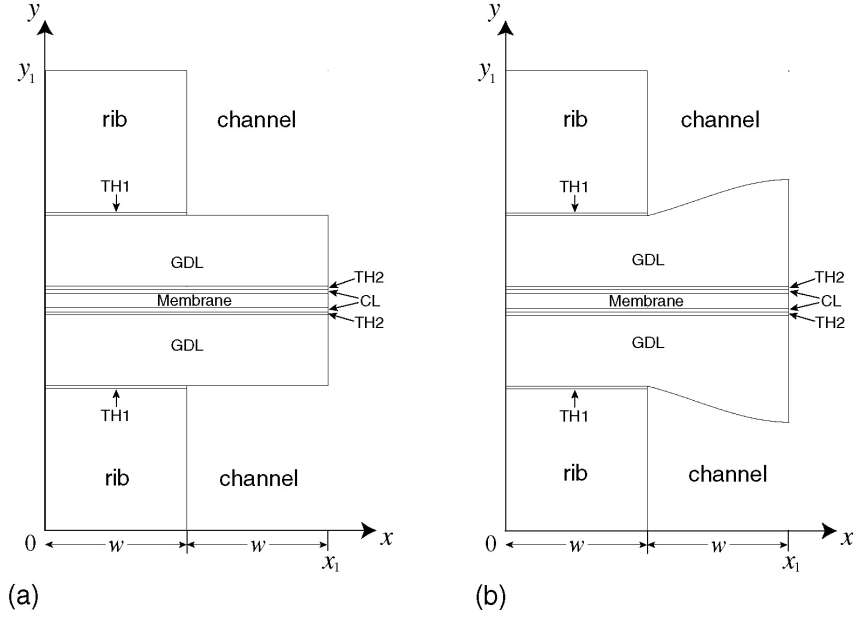 y
y₁
rib
channel
TH1
GDL
TH2
CL
Membrane
TH2
GDL
TH1
rib
channel
0
w
w
x
x₁
(a)
y
y₁
rib
channel
TH1
GDL
TH2
CL
Membrane
TH2
GDL
TH1
rib
channel
0
w
w
x
x₁
(b)